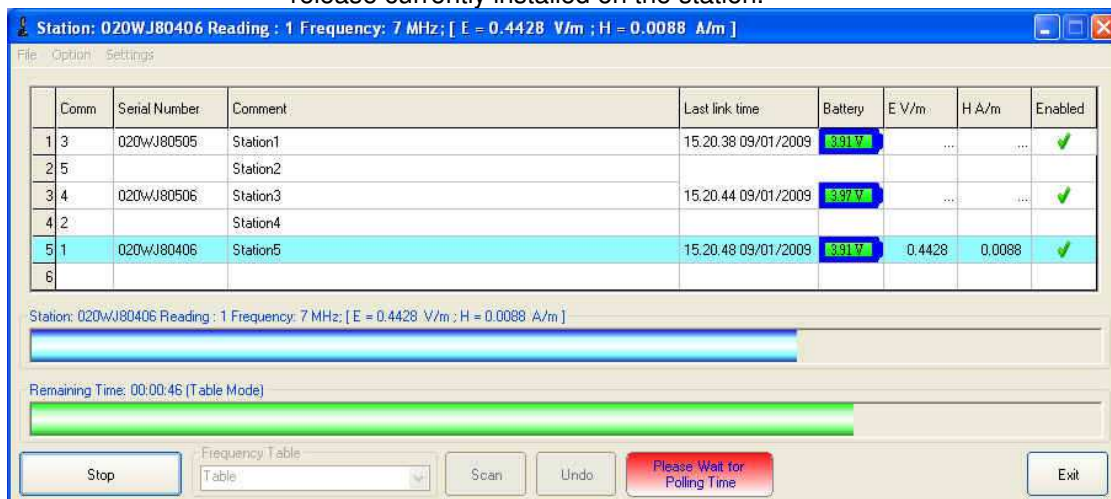 release currently installed on the station.
Station: 020WJ80406 Reading : 1 Frequency: 7 MHz; [ E = 0.4428 V/m ; H = 0.0088 A/m ]
File Option Settings
Comm Serial Number Comment Last link time Battery E V/m H A/m Enabled
1 3 020WJ80505 Station1 15.20.38 09/01/2009 3.91 V ... ...
2 5 Station2
3 4 020WJ80506 Station3 15.20.44 09/01/2009 3.97 V ... ...
4 2 Station4
5 1 020WJ80406 Station5 15.20.48 09/01/2009 3.91 V 0.4428 0.0088
6
Station: 020WJ80406 Reading : 1 Frequency: 7 MHz; [ E = 0.4428 V/m ; H = 0.0088 A/m ]
Remaining Time: 00:00:46 (Table Mode)
Frequency Table
Stop Table Scan Undo Please Wait for Exit
Polling Time